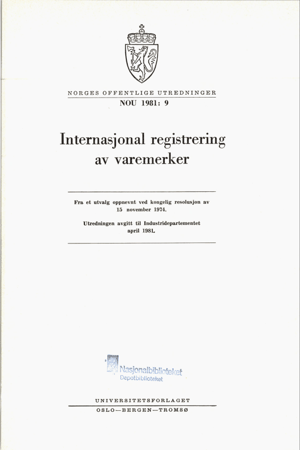 NORGES OFFENTLIGE UTREDNINGER
NOU 1981: 9
Internasjonal registrering
av varemerker
Fra et utvalg oppnevnt ved kongelig resolusjon av
15 november 1974.
Utredningen avgitt til Industridepartementet
april 1981.
Nasjonalbiblioteket
Depotbiblioteket
UNIVERSITETSFORLAGET
OSLO—BERGEN—TROMSØ